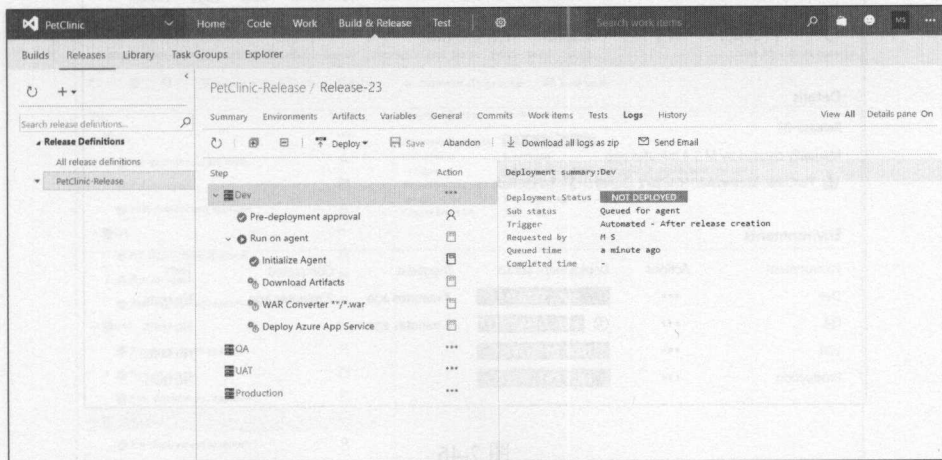 PetClinic Home Code Work Build & Release Test Search work items MS
Builds Releases Library Task Groups Explorer
PetClinic-Release / Release-23
Search release definitions...
Summary Environments Artifacts Variables General Commits Work items Tests Logs History View All Details pane On
Release Definitions
All release definitions
PetClinic-Release
Deploy Save Abandon Download all logs as zip Send Email
Step Action
Dev
Pre-deployment approval
Run on agent
Initialize Agent
Download Artifacts
WAR Converter **/*.war
Deploy Azure App Service
QA
UAT
Production
Deployment summary:Dev
Deployment Status NOT DEPLOYED
Sub status Queued for agent
Trigger Automated - After release creation
Requested by M S
Queued time a minute ago
Completed time -